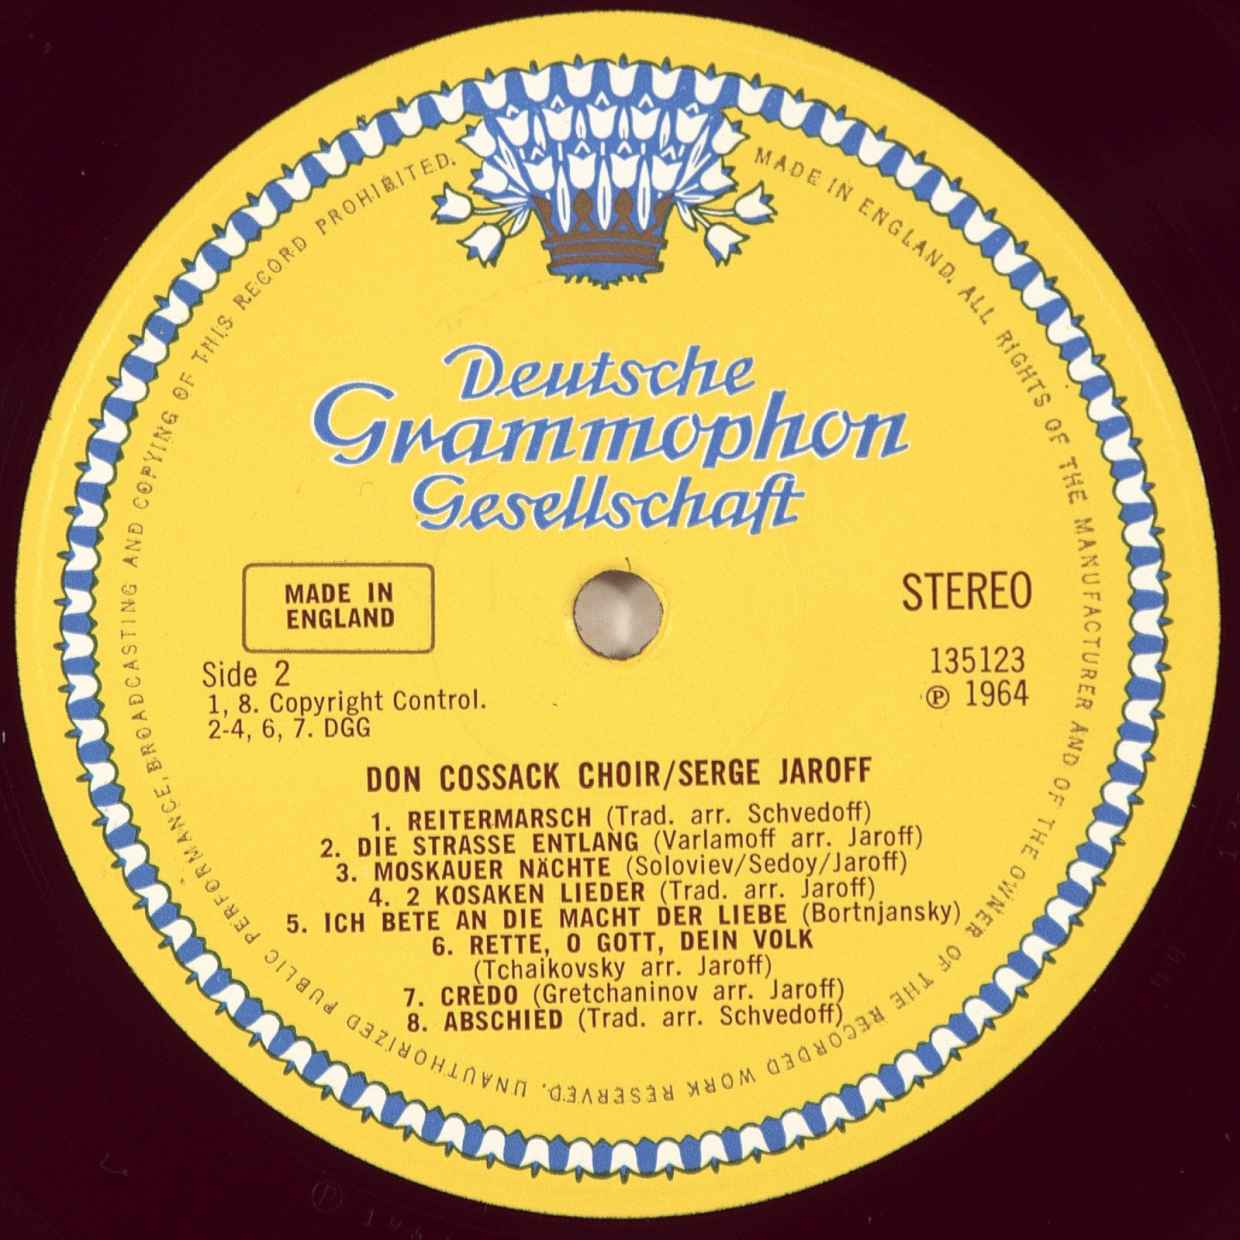 MADE IN ENGLAND. ALL RIGHTS OF THE MANUFACTURER AND OF THE OWNER OF THE RECORDED WORK RESERVED. UNAUTHORIZED PUBLIC PERFORMANCE, BROADCASTING AND COPYING OF THIS RECORD PROHIBITED.
Deutsche
Grammophon
Gesellschaft
MADE IN
ENGLAND
STEREO
Side 2
135123
1, 8. Copyright Control.
℗ 1964
2-4, 6, 7. DGG
DON COSSACK CHOIR/SERGE JAROFF
1. REITERMARSCH (Trad. arr. Schvedoff)
2. DIE STRASSE ENTLANG (Varlamoff arr. Jaroff)
3. MOSKAUER NÄCHTE (Soloviev/Sedoy/Jaroff)
4. 2 KOSAKEN LIEDER (Trad. arr. Jaroff)
5. ICH BETE AN DIE MACHT DER LIEBE (Bortnjansky)
6. RETTE, O GOTT, DEIN VOLK
(Tchaikovsky arr. Jaroff)
7. CREDO (Gretchaninov arr. Jaroff)
8. ABSCHIED (Trad. arr. Schvedoff)